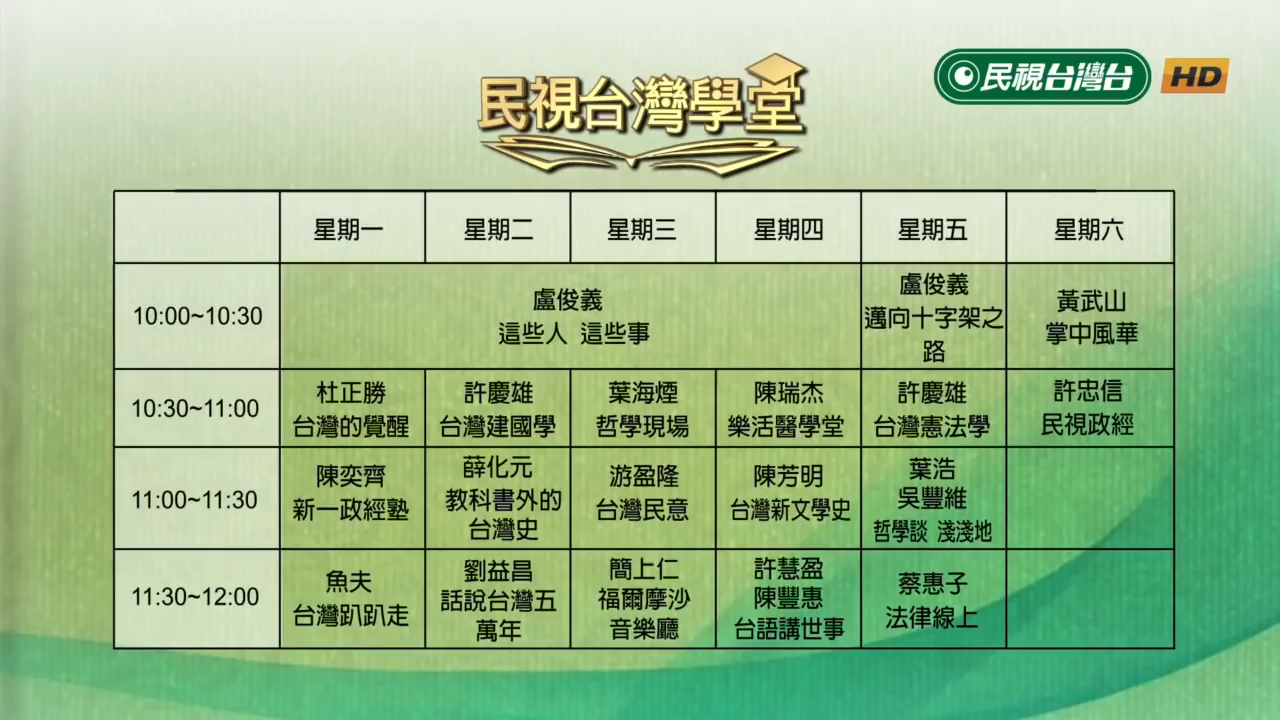 民視台灣學堂
民視台灣台 HD
星期一 星期二 星期三 星期四 星期五 星期六
10:00~10:30
盧俊義
這些人 這些事
盧俊義
邁向十字架之
路
黃武山
掌中風華
10:30~11:00
杜正勝
台灣的覺醒
許慶雄
台灣建國學
葉海煙
哲學現場
陳瑞杰
樂活醫學堂
許慶雄
台灣憲法學
許忠信
民視政經
11:00~11:30
陳奕齊
新一政經塾
薛化元
教科書外的
台灣史
游盈隆
台灣民意
陳芳明
台灣新文學史
葉浩
吳豐維
哲學談 淺淺地
11:30~12:00
魚夫
台灣趴趴走
劉益昌
話說台灣五
萬年
簡上仁
福爾摩沙
音樂廳
許慧盈
陳豐惠
台語講世事
蔡惠子
法律線上